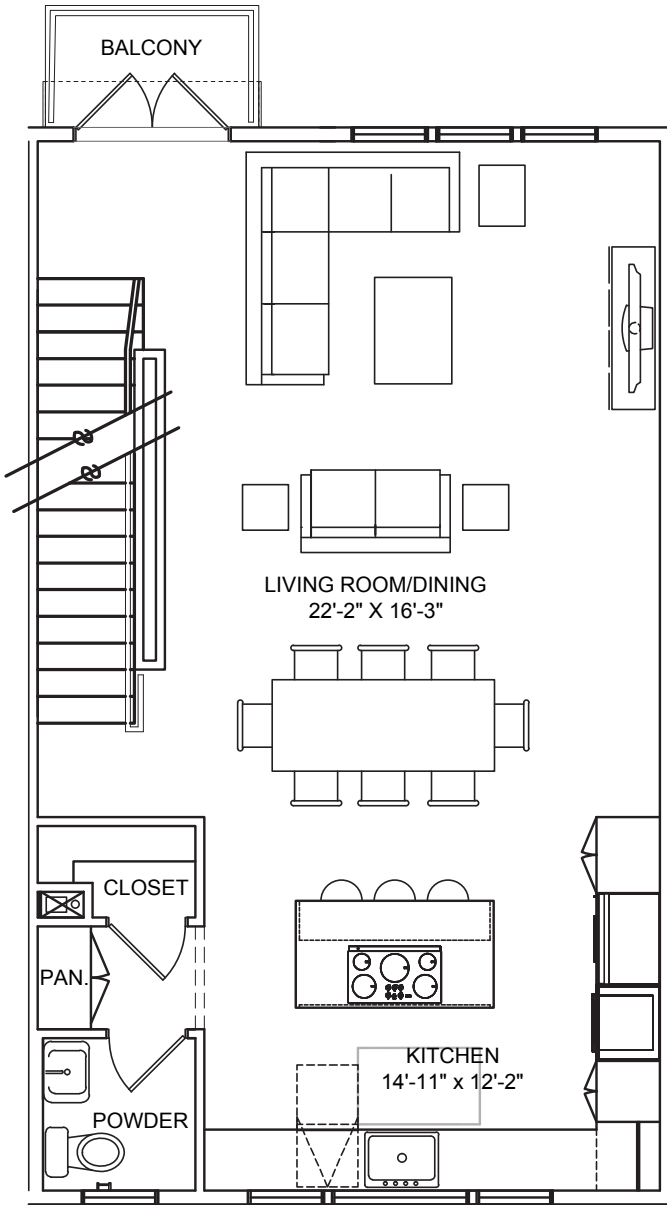 BALCONY
LIVING ROOM/DINING
22'-2" X 16'-3"
CLOSET
PAN.
KITCHEN
14'-11" x 12'-2"
POWDER